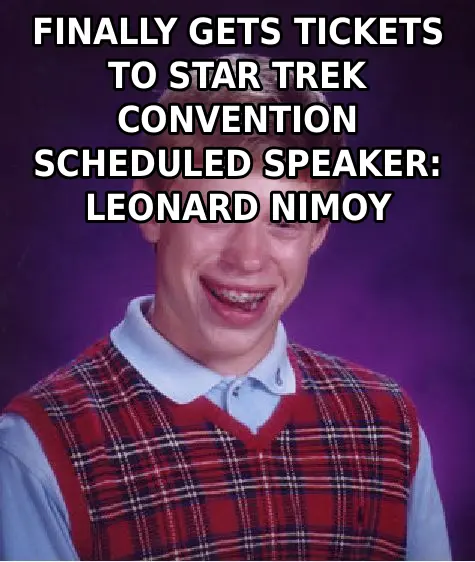 FINALLY GETS TICKETS
TO STAR TREK
CONVENTION
SCHEDULED SPEAKER:
LEONARD NIMOY